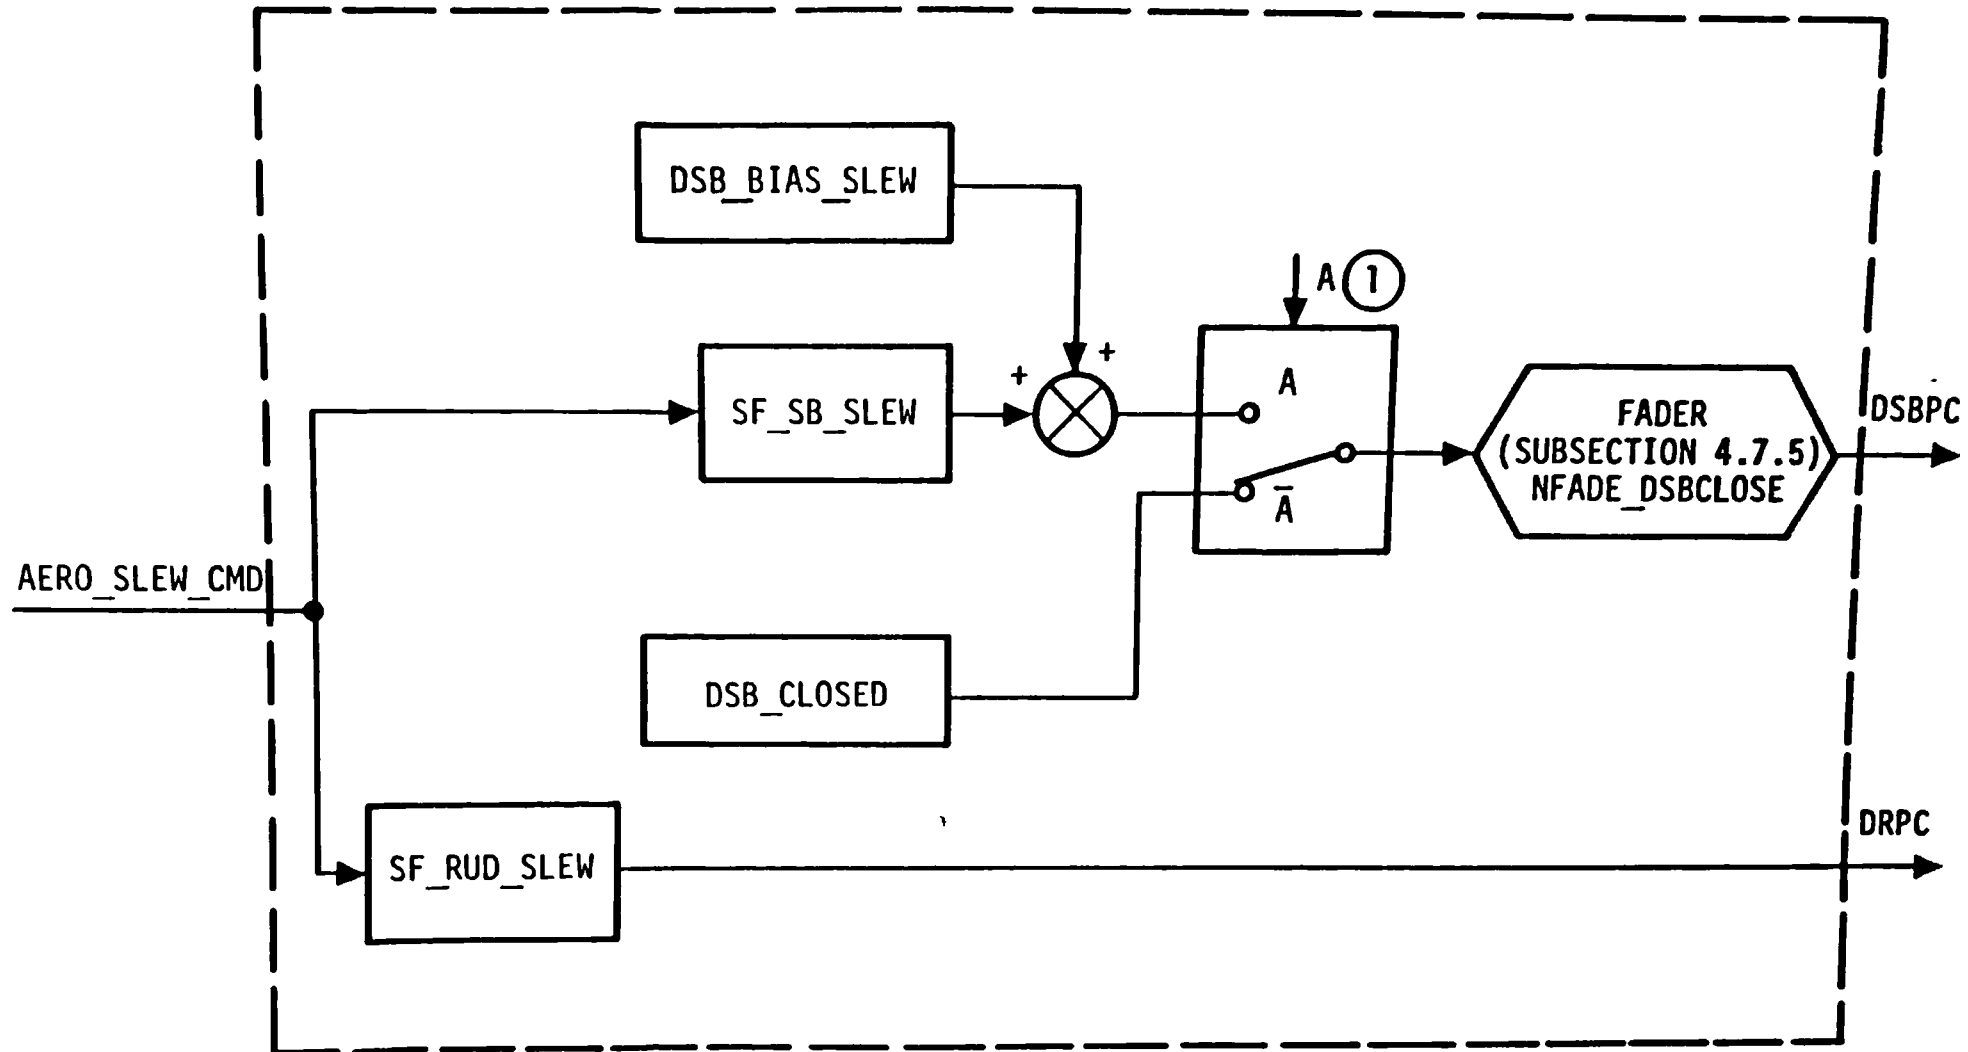 DSB_BIAS_SLEW
A 1
+
+
SF_SB_SLEW
A
Ā
FADER
(SUBSECTION 4.7.5)
NFADE_DSBCLOSE
DSBPC
AERO_SLEW_CMD
DSB_CLOSED
SF_RUD_SLEW
DRPC